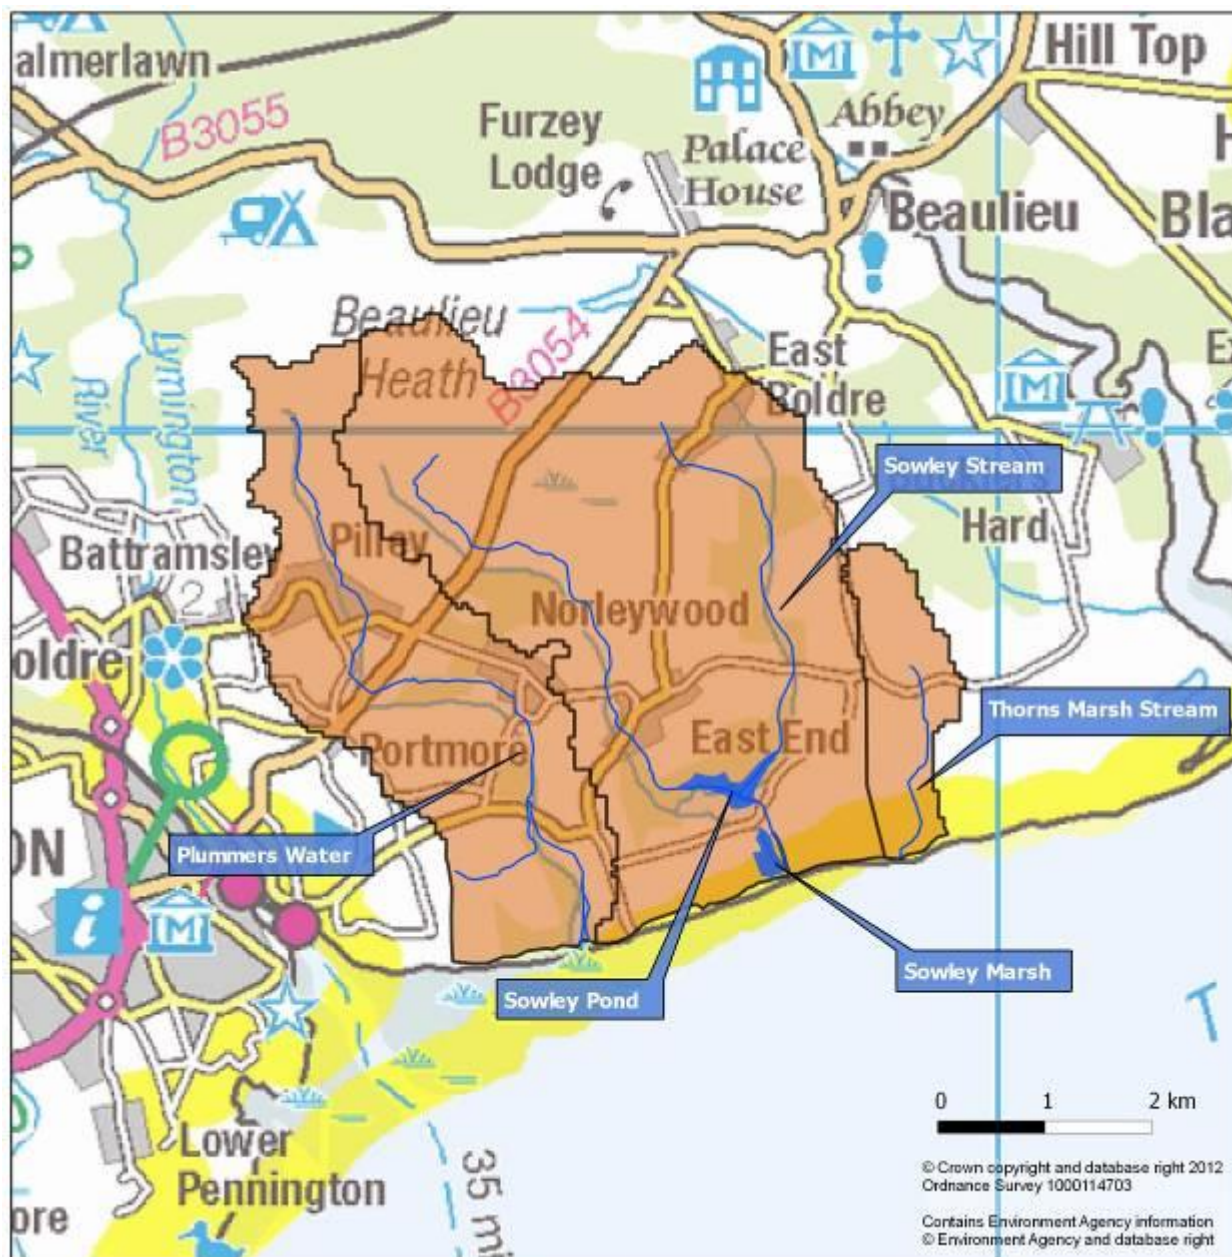 almerlawn
B3055
Furzey
Lodge
Palace
House
Abbey
Hill Top
Beaulieu
Bla
Beaulieu
Heath
B3054
East
Boldre
Lymington
River
Sowley Stream
Hard
Battramsley
Pilley
Norleywood
oldre
Portmore
East End
Thorns Marsh Stream
Plummers Water
ON
i
Sowley Pond
Sowley Marsh
Lower
Pennington
35 mi
ore
0 1 2 km
© Crown copyright and database right 2012
Ordnance Survey 1000114703
Contains Environment Agency information
© Environment Agency and database right